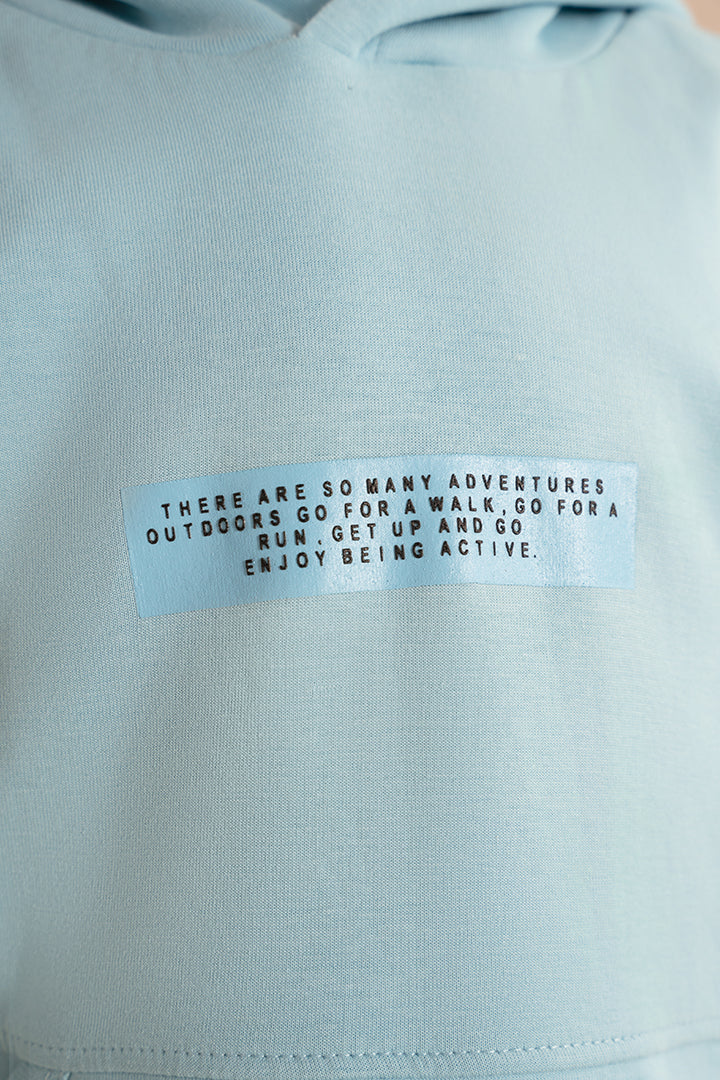 THERE ARE SO MANY ADVENTURES
OUTDOORS GO FOR A WALK, GO FOR A
RUN, GET UP AND GO
ENJOY BEING ACTIVE.